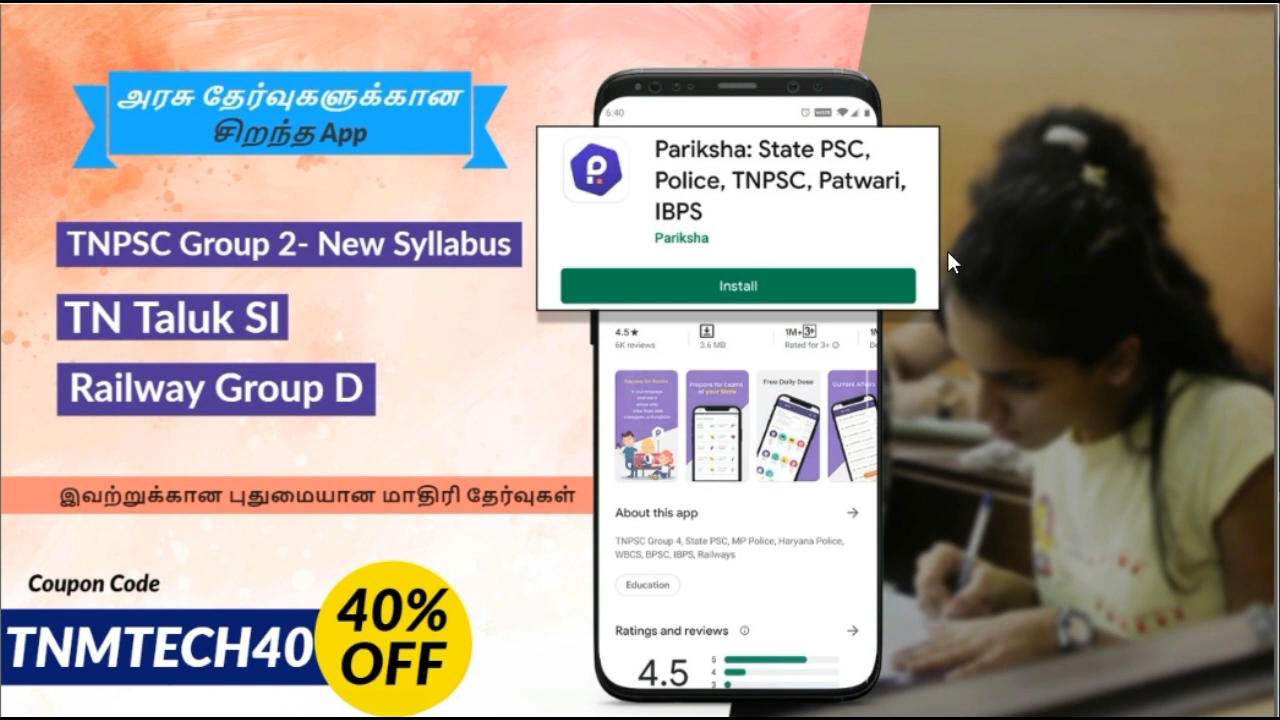 அரசு தேர்வுகளுக்கான
சிறந்த App
TNPSC Group 2- New Syllabus
TN Taluk SI
Railway Group D
இவற்றுக்கான புதுமையான மாதிரி தேர்வுகள்
Coupon Code
TNMTECH40
40%
OFF
6:40
Pariksha: State PSC,
Police, TNPSC, Patwari,
IBPS
Pariksha
Install
4.5★
6K reviews
3.6 MB
3+
Rated for 3+
1M+
Prepare for Exams
of your State
Free Daily Dose
Current Affairs
About this app
TNPSC Group 4, State PSC, MP Police, Haryana Police,
WBCS, BPSC, IBPS, Railways
Education
Ratings and reviews
4.5
5
4
3